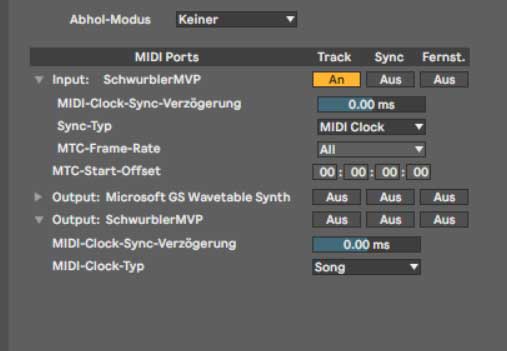 Abhol-Modus Keiner
MIDI Ports Track Sync Fernst.
Input: SchwurblerMVP An Aus Aus
MIDI-Clock-Sync-Verzögerung 0.00 ms
Sync-Typ MIDI Clock
MTC-Frame-Rate All
MTC-Start-Offset 00 : 00 : 00 : 00
Output: Microsoft GS Wavetable Synth Aus Aus Aus
Output: SchwurblerMVP Aus Aus Aus
MIDI-Clock-Sync-Verzögerung 0.00 ms
MIDI-Clock-Typ Song